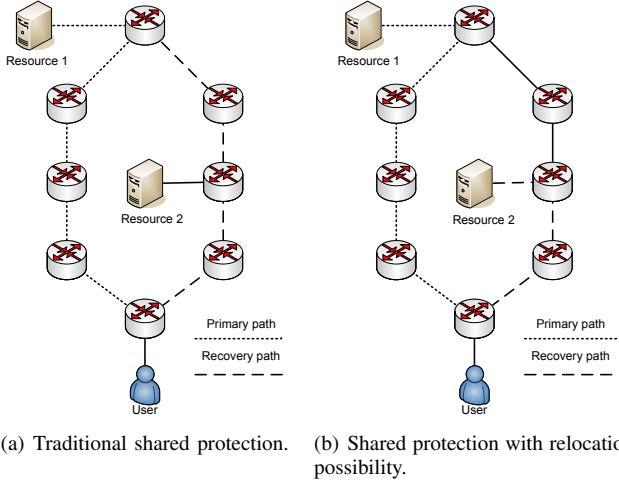 Resource 1
Resource 2
Primary path
Recovery path
User
(a) Traditional shared protection.
Resource 1
Resource 2
Primary path
Recovery path
User
(b) Shared protection with relocatio
possibility.